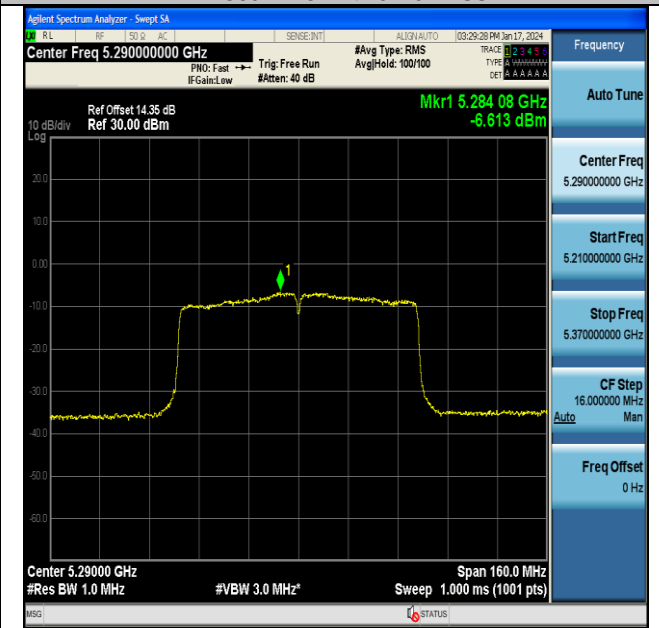 Agilent Spectrum Analyzer - Swept SA
RL RF 50 Ω AC SENSE:INT ALIGN AUTO 03:29:28 PM Jan 17, 2024
Center Freq 5.290000000 GHz
PNO: Fast
IFGain:Low
Trig: Free Run
#Atten: 40 dB
#Avg Type: RMS
Avg|Hold: 100/100
TRACE 1 2 3 4 5 6
TYPE A WWWWW
DET A A A A A A
Ref Offset 14.35 dB
10 dB/div Ref 30.00 dBm
Log
Mkr1 5.284 08 GHz
-6.613 dBm
20.0
10.0
0.00
-10.0
-20.0
-30.0
-40.0
-50.0
-60.0
1
Center 5.29000 GHz Span 160.0 MHz
#Res BW 1.0 MHz #VBW 3.0 MHz* Sweep 1.000 ms (1001 pts)
MSG STATUS
Frequency
Auto Tune
Center Freq
5.290000000 GHz
Start Freq
5.210000000 GHz
Stop Freq
5.370000000 GHz
CF Step
16.000000 MHz
Auto Man
Freq Offset
0 Hz